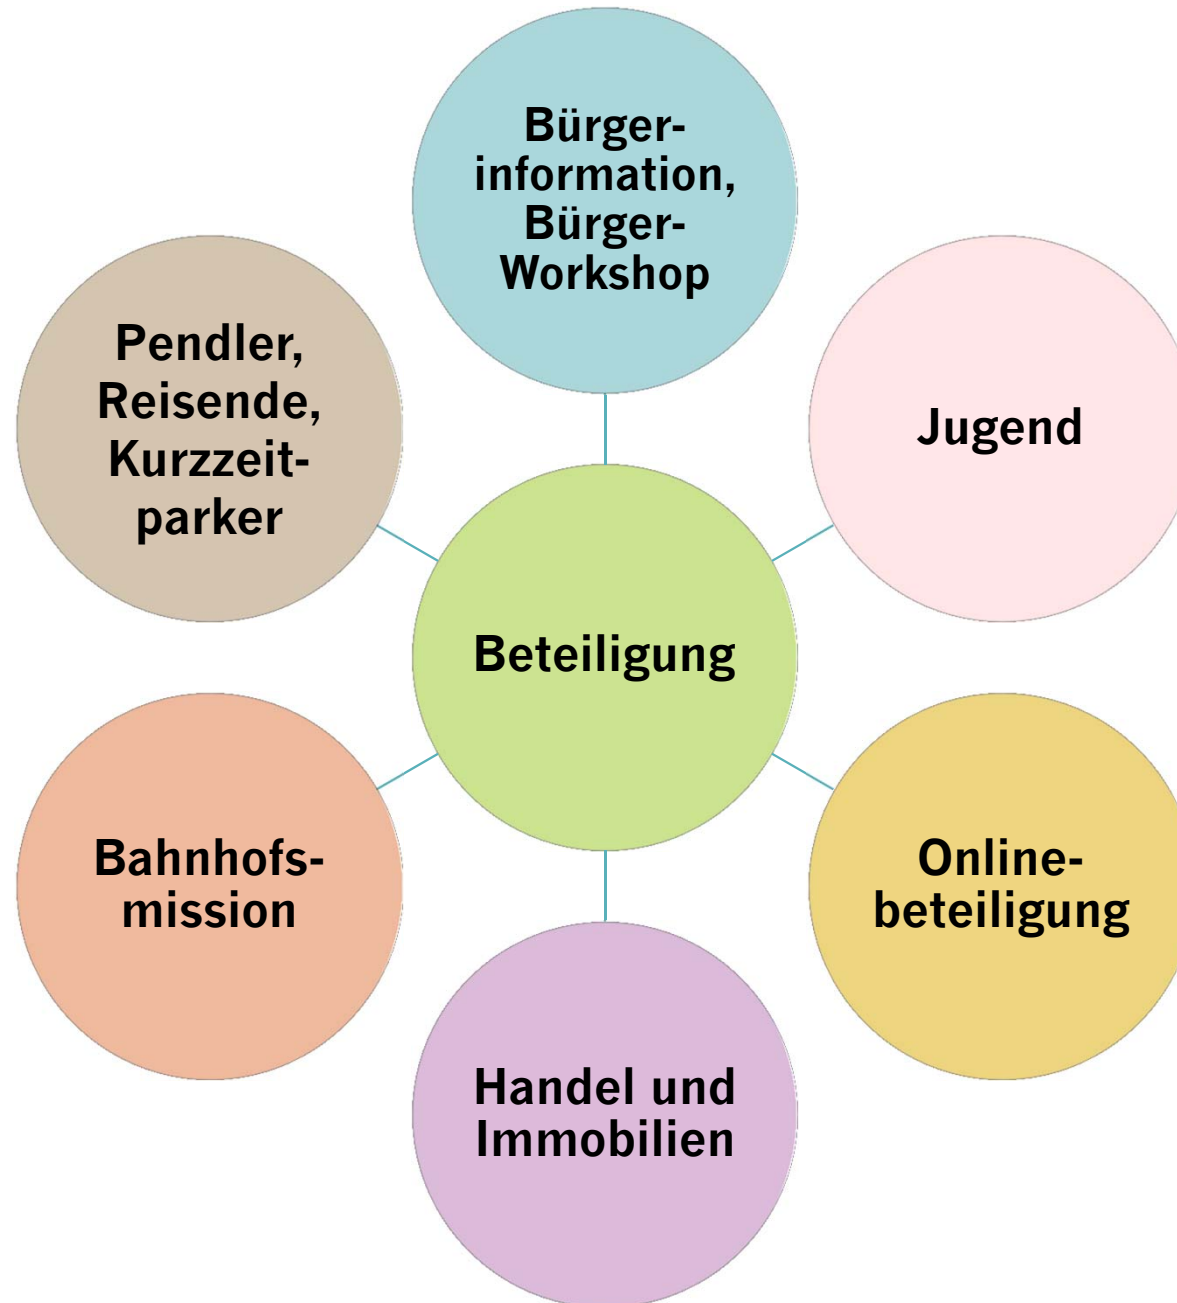 Bürger-
information,
Bürger-
Workshop
Pendler,
Reisende,
Kurzzeit-
parker
Jugend
Beteiligung
Bahnhofs-
mission
Online-
beteiligung
Handel und
Immobilien